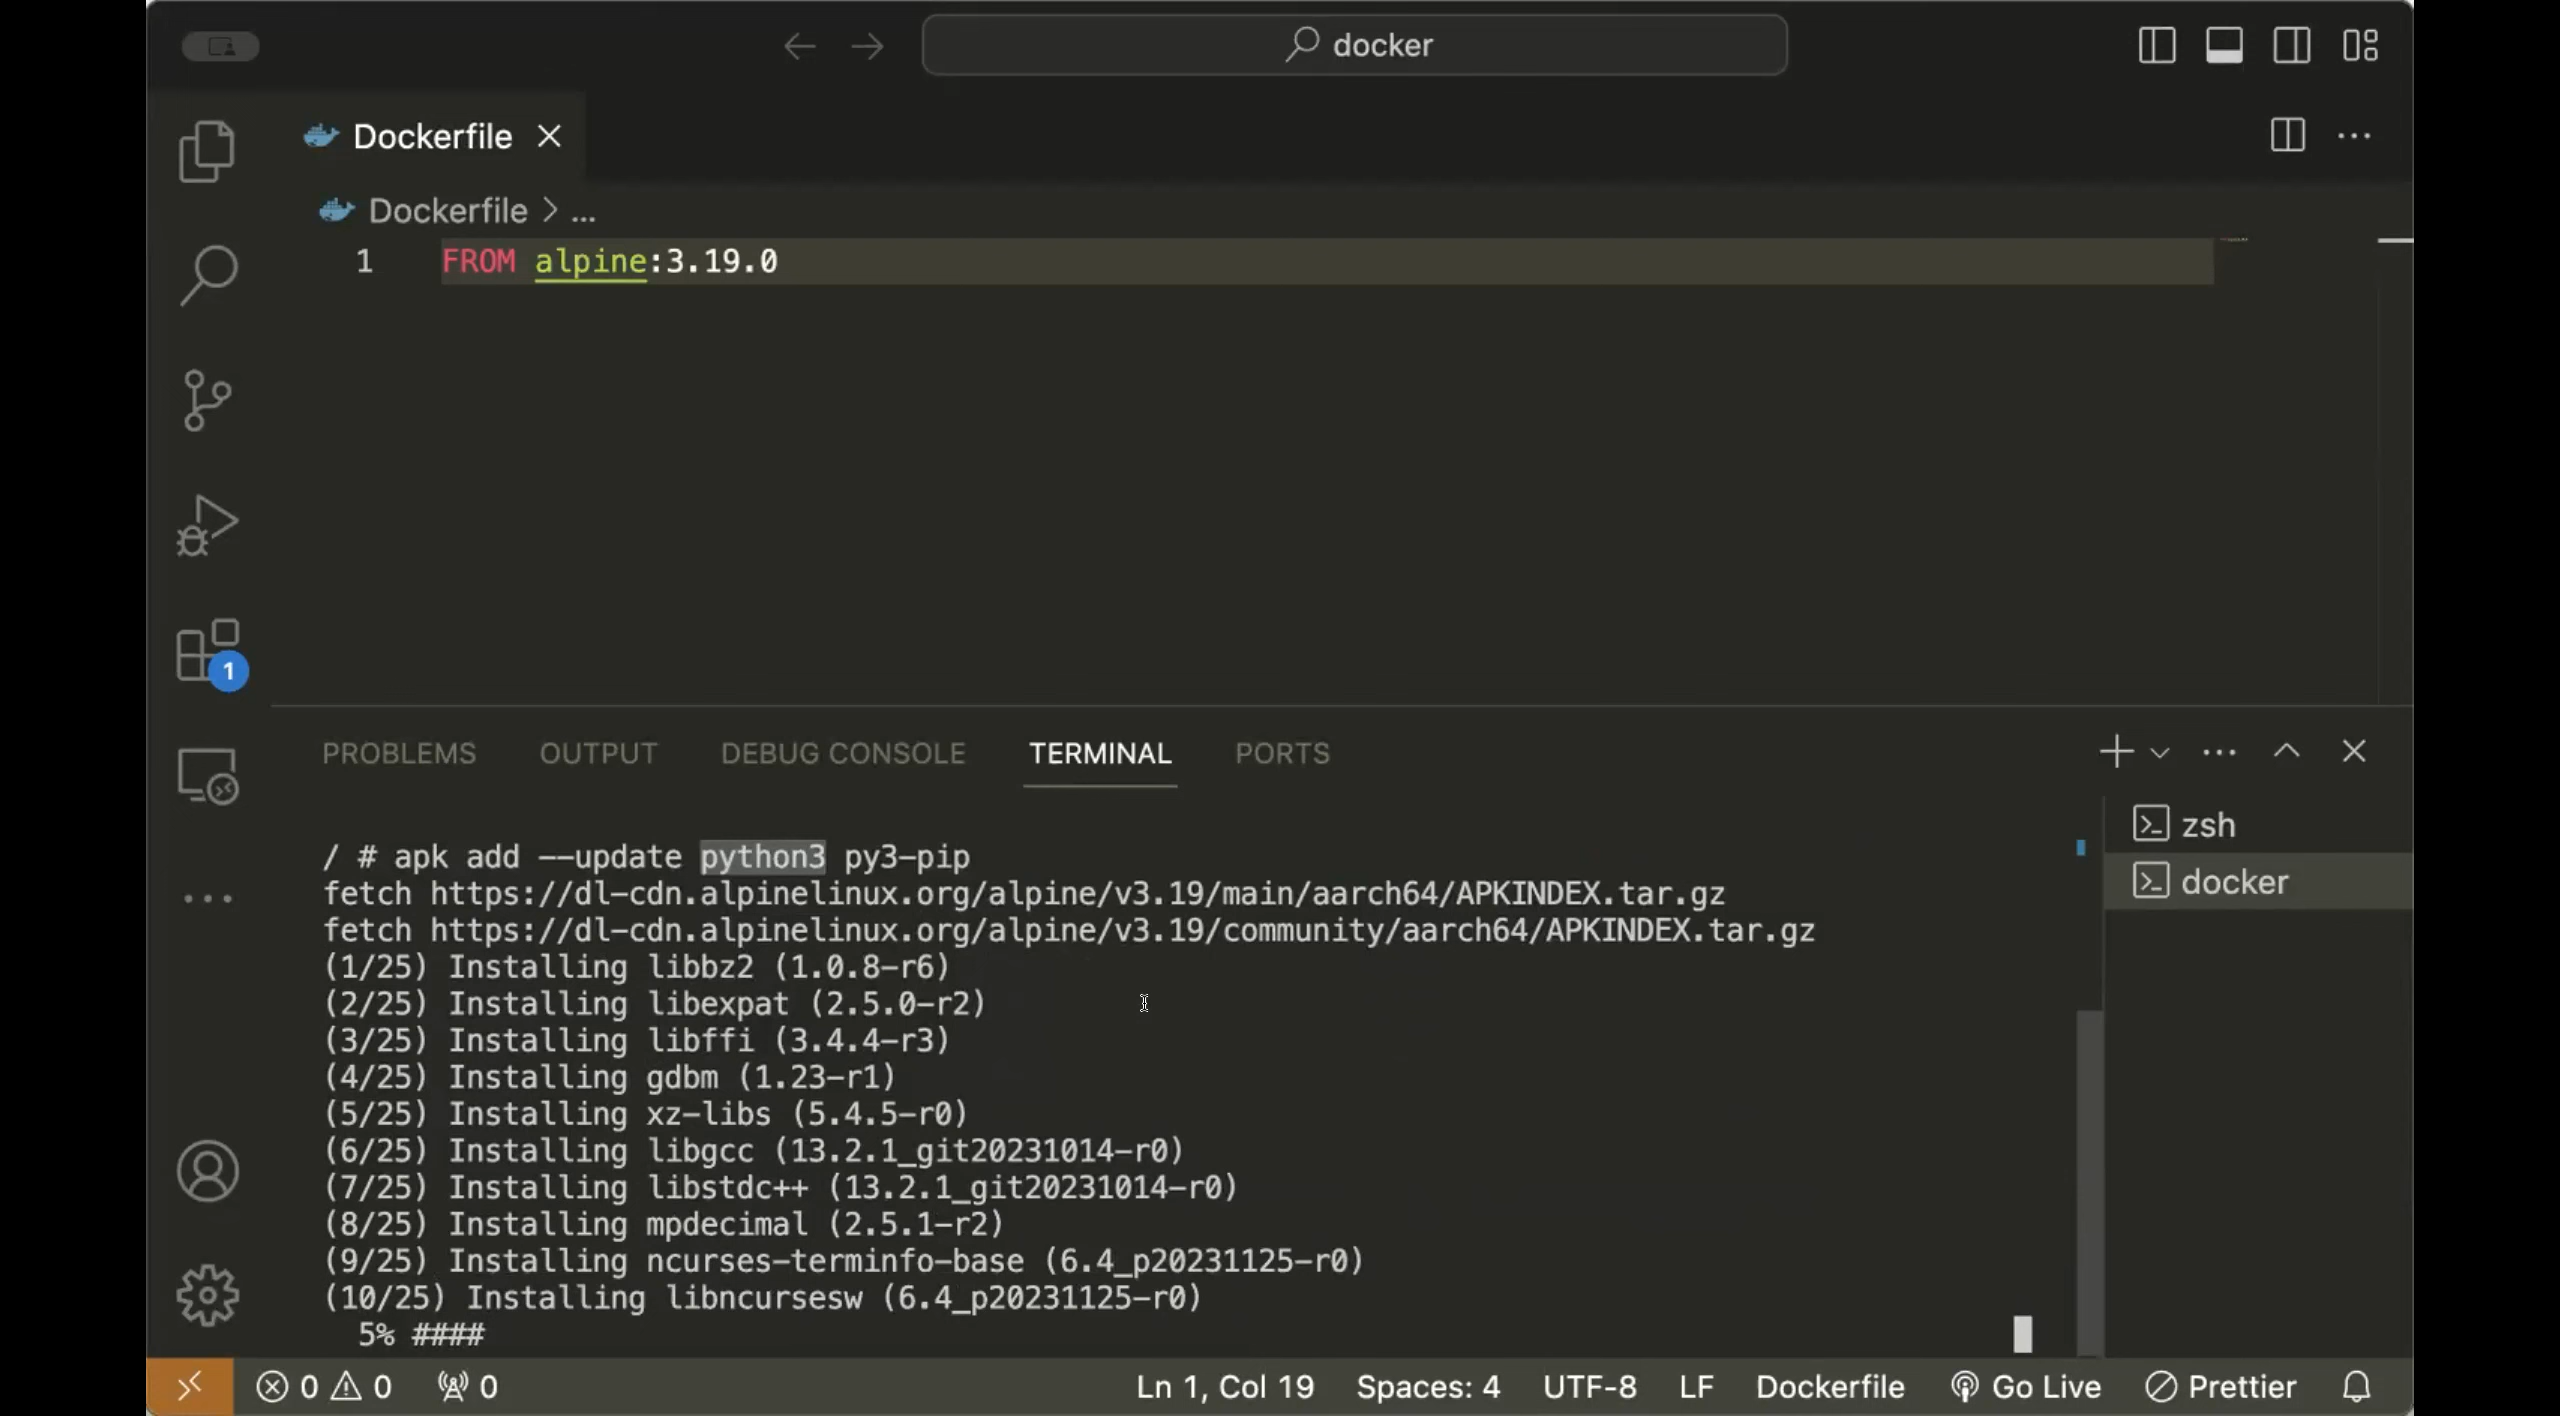 docker
Dockerfile
Dockerfile > ...
1 FROM alpine:3.19.0
1
PROBLEMS OUTPUT DEBUG CONSOLE TERMINAL PORTS
zsh
docker
/ # apk add --update python3 py3-pip
fetch https://dl-cdn.alpinelinux.org/alpine/v3.19/main/aarch64/APKINDEX.tar.gz
fetch https://dl-cdn.alpinelinux.org/alpine/v3.19/community/aarch64/APKINDEX.tar.gz
(1/25) Installing libbz2 (1.0.8-r6)
(2/25) Installing libexpat (2.5.0-r2)
(3/25) Installing libffi (3.4.4-r3)
(4/25) Installing gdbm (1.23-r1)
(5/25) Installing xz-libs (5.4.5-r0)
(6/25) Installing libgcc (13.2.1_git20231014-r0)
(7/25) Installing libstdc++ (13.2.1_git20231014-r0)
(8/25) Installing mpdecimal (2.5.1-r2)
(9/25) Installing ncurses-terminfo-base (6.4_p20231125-r0)
(10/25) Installing libncursesw (6.4_p20231125-r0)
5% ####
0 0 0 Ln 1, Col 19 Spaces: 4 UTF-8 LF Dockerfile Go Live Prettier